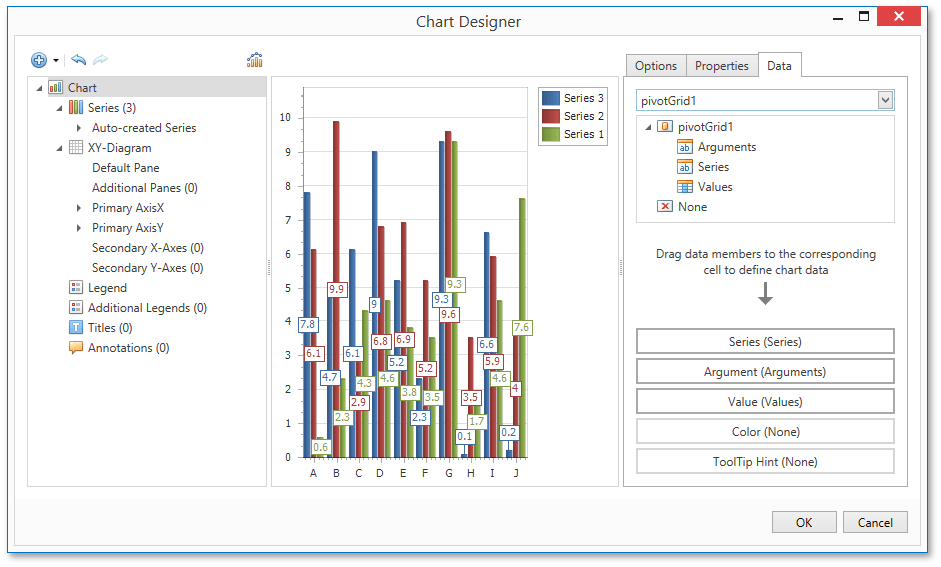 Chart Designer
Options Properties Data
Chart
Series (3)
Auto-created Series
XY-Diagram
Default Pane
Additional Panes (0)
Primary AxisX
Primary AxisY
Secondary X-Axes (0)
Secondary Y-Axes (0)
Legend
Additional Legends (0)
T Titles (0)
Annotations (0)
10
9
8
7
6
5
4
3
2
1
0
7.8
6.1
0.6
4.7
9.9
2.3
6.1
2.9
4.3
9
6.8
4.6
5.2
6.9
3.8
2.3
5.2
3.5
9.3
9.6
9.3
0.1
3.5
1.7
6.6
5.9
4.6
0.2
4
7.6
A B C D E F G H I J
Series 3
Series 2
Series 1
pivotGrid1
pivotGrid1
ab Arguments
ab Series
Values
None
Drag data members to the corresponding
cell to define chart data
Series (Series)
Argument (Arguments)
Value (Values)
Color (None)
ToolTip Hint (None)
OK Cancel